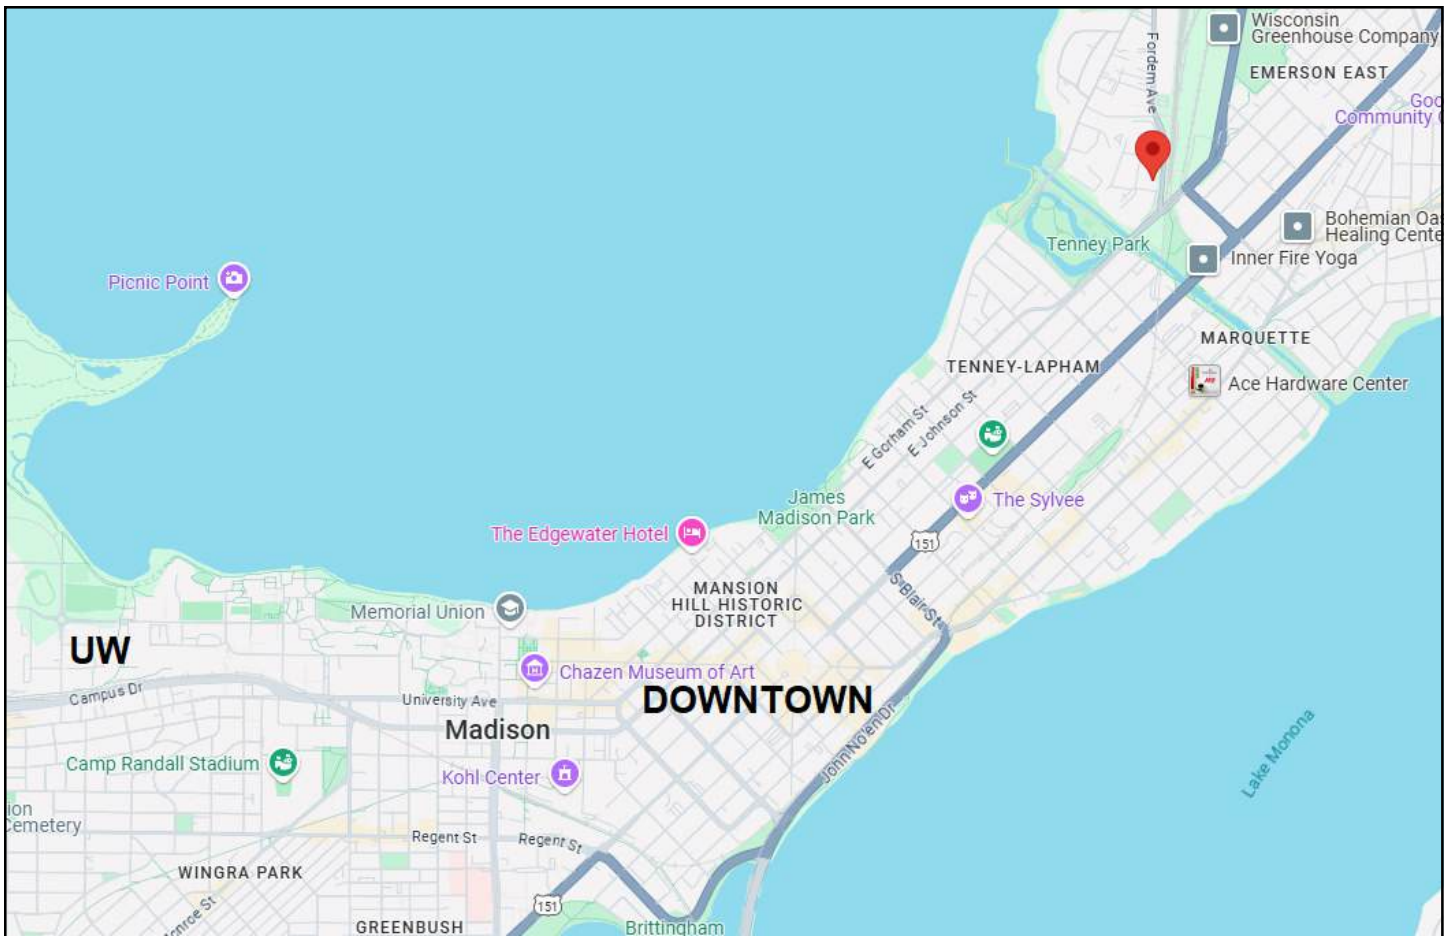 Wisconsin
Greenhouse Company
Fordem Ave
EMERSON EAST
Community
Bohemian
Healing
Inner Fire Yoga
Tenney Park
Picnic Point
MARQUETTE
TENNEY-LAPHAM
Ace Hardware Center
E Gorham St
E Johnson St
James
Madison Park
The Sylvee
The Edgewater Hotel
151
S Blair St
MANSION
HILL HISTORIC
DISTRICT
Memorial Union
UW
Chazen Museum of Art
Campus Dr
University Ave
DOWNTOWN
Madison
John Nolen Dr
Lake Monona
Camp Randall Stadium
Kohl Center
Cemetery
Regent St
Regent St
WINGRA PARK
151
GREENBUSH
Brittingham